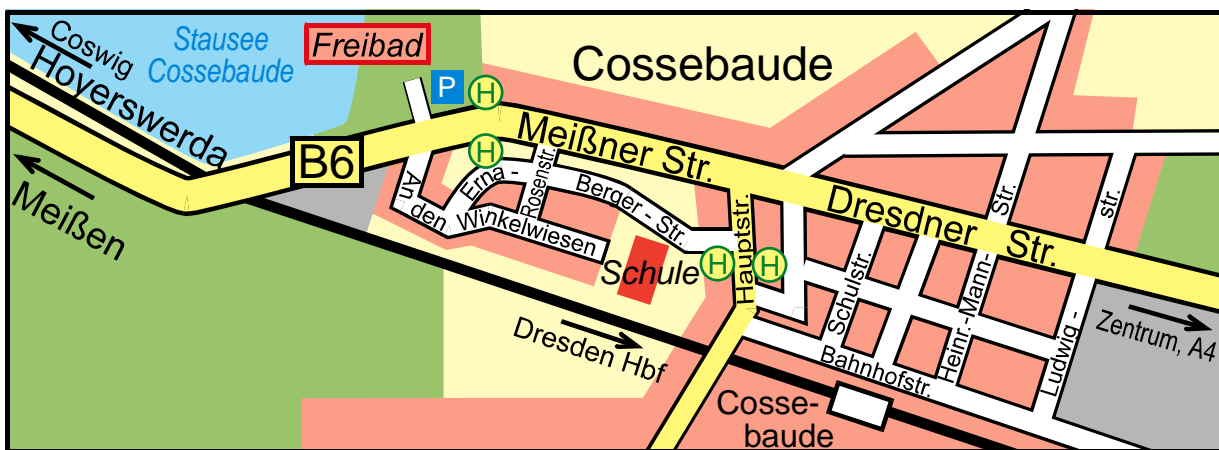 Coswig
Hoyerswerda
Stausee
Cossebaude
Freibad
P
H
Cossebaude
Meißner Str.
B6
H
Meißen
An
den
Winkelwiesen
Erna -
Rosenstr.
Berger - Str.
Schule
H
Hauptstr.
H
Dresdner Str.
Schulstr.
Heinr.-Mann-
Str.
Ludwig -
str.
Bahnhofstr.
Zentrum, A4
Dresden Hbf
Cosse-
baude